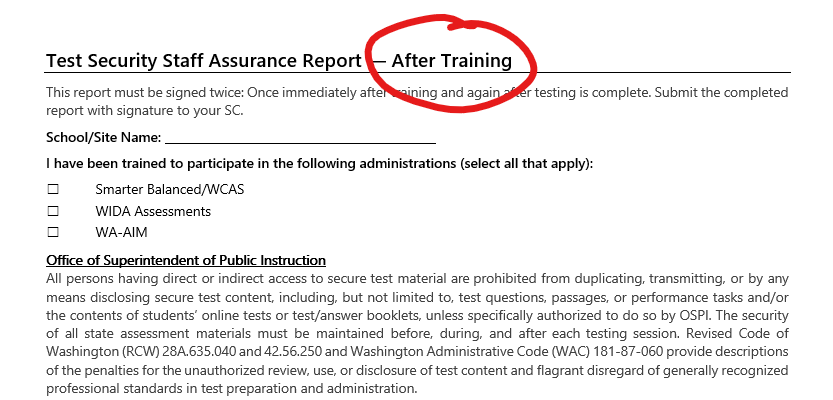 Test Security Staff Assurance Report — After Training
This report must be signed twice: Once immediately after training and again after testing is complete. Submit the completed
report with signature to your SC.
School/Site Name:
I have been trained to participate in the following administrations (select all that apply):
☐ Smarter Balanced/WCAS
☐ WIDA Assessments
☐ WA-AIM
Office of Superintendent of Public Instruction
All persons having direct or indirect access to secure test material are prohibited from duplicating, transmitting, or by any
means disclosing secure test content, including, but not limited to, test questions, passages, or performance tasks and/or
the contents of students’ online tests or test/answer booklets, unless specifically authorized to do so by OSPI. The security
of all state assessment materials must be maintained before, during, and after each testing session. Revised Code of
Washington (RCW) 28A.635.040 and 42.56.250 and Washington Administrative Code (WAC) 181-87-060 provide descriptions
of the penalties for the unauthorized review, use, or disclosure of test content and flagrant disregard of generally recognized
professional standards in test preparation and administration.